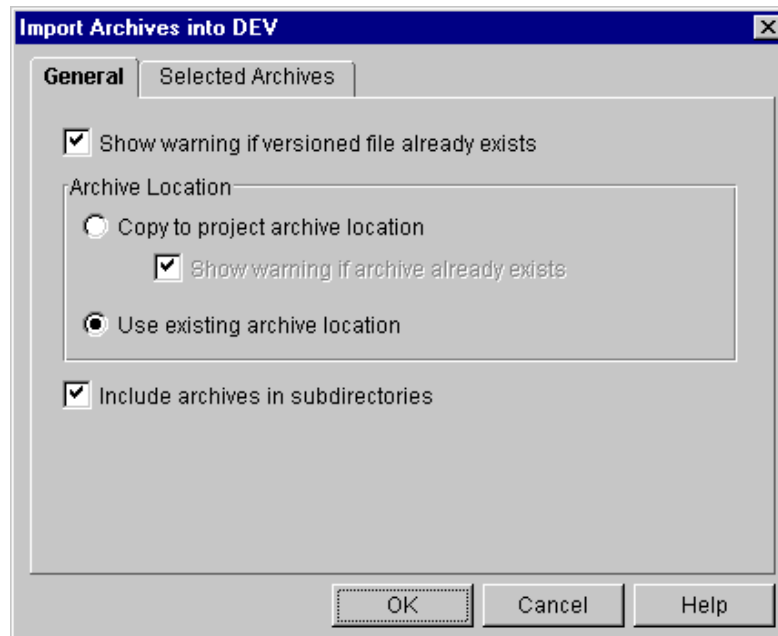 Import Archives into DEV
General
Selected Archives
Show warning if versioned file already exists
Archive Location
Copy to project archive location
Show warning if archive already exists
Use existing archive location
Include archives in subdirectories
OK
Cancel
Help